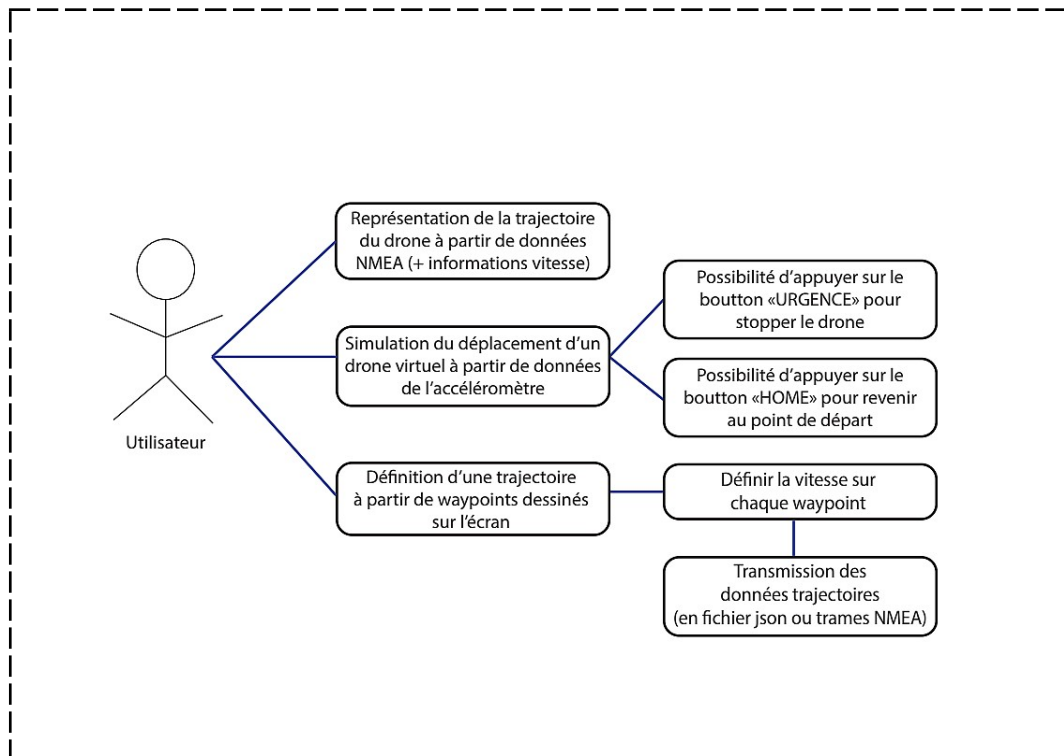 Représentation de la trajectoire
du drone à partir de données
NMEA (+ informations vitesse)
Simulation du déplacement d'un
drone virtuel à partir de données
de l'accéléromètre
Possibilité d'appuyer sur le
boutton «URGENCE» pour
stopper le drone
Possibilité d'appuyer sur le
boutton «HOME» pour revenir
au point de départ
Utilisateur
Définition d'une trajectoire
à partir de waypoints dessinés
sur l'écran
Définir la vitesse sur
chaque waypoint
Transmission des
données trajectoires
(en fichier json ou trames NMEA)